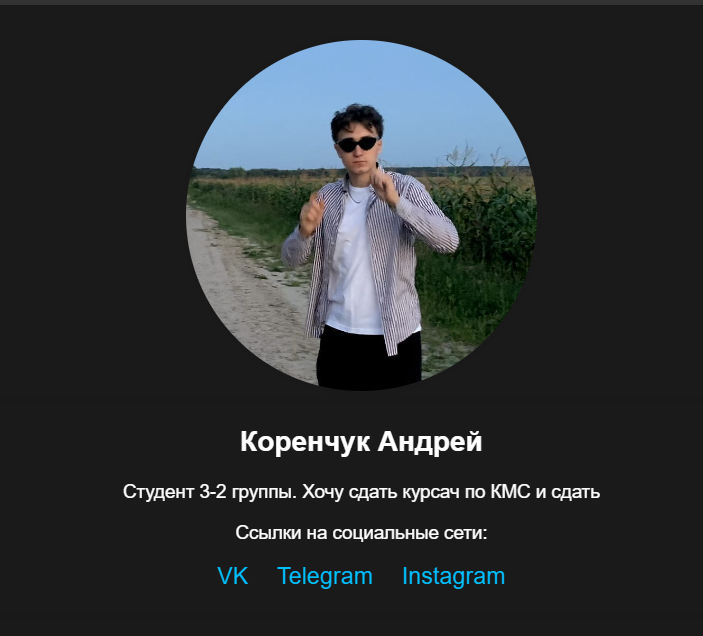 Коренчук Андрей
Студент 3-2 группы. Хочу сдать курсач по КМС и сдать
Ссылки на социальные сети:
VK Telegram Instagram